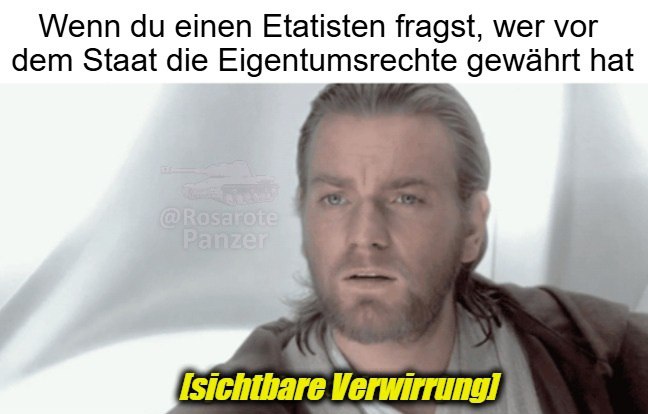 Wenn du einen Etatisten fragst, wer vor
dem Staat die Eigentumsrechte gewährt hat
@Rosarote
Panzer
[sichtbare Verwirrung]